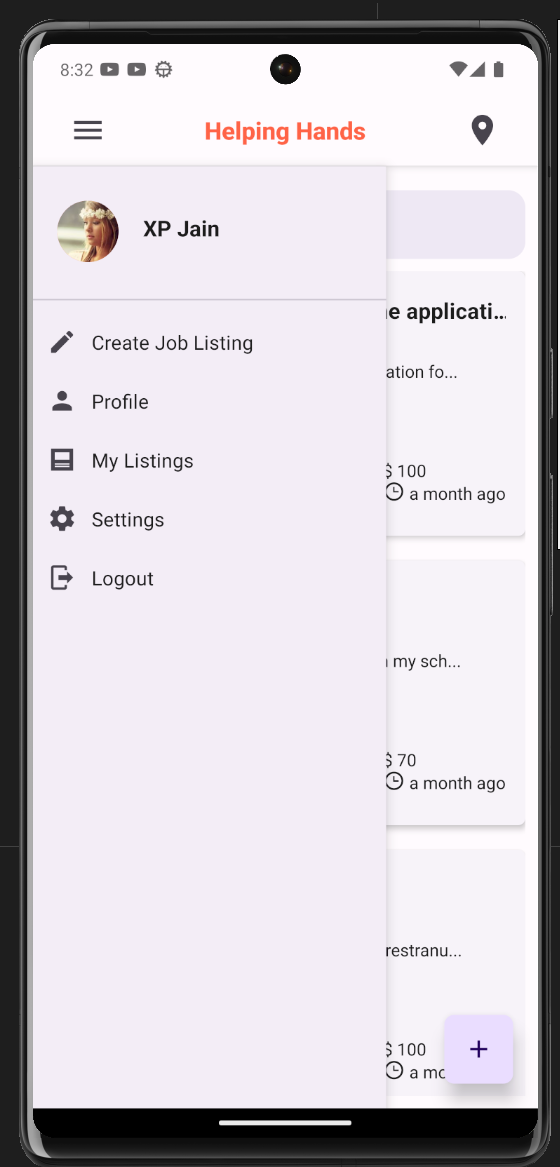 8:32
Helping Hands
XP Jain
Create Job Listing
Profile
My Listings
Settings
Logout
applicati...
ation fo...
$ 100
a month ago
my sch...
$ 70
a month ago
restranu...
$ 100
a mo
+